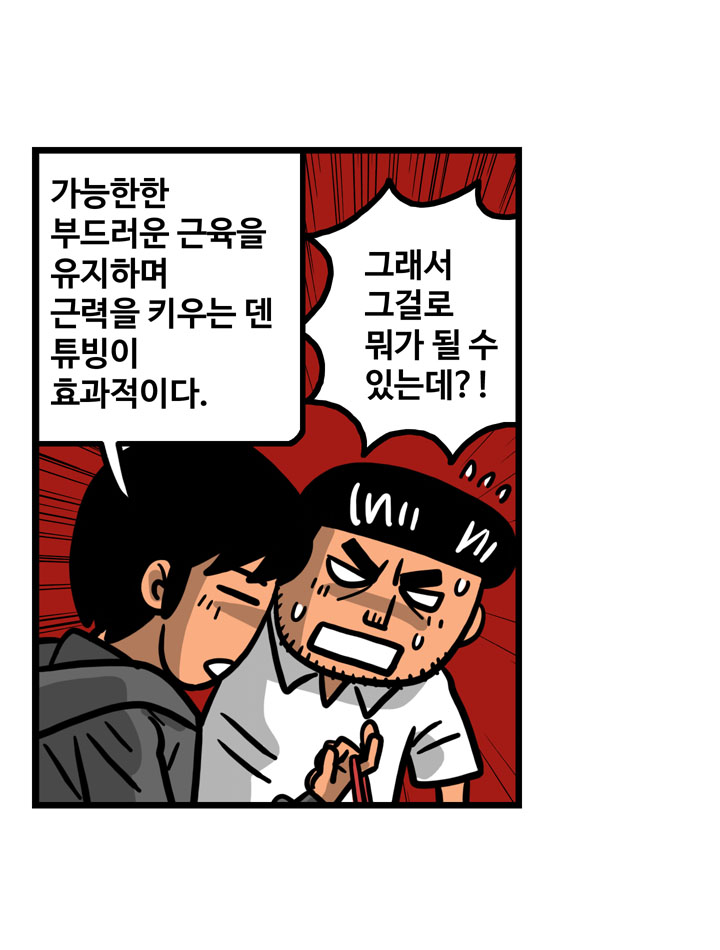 가능한한
부드러운 근육을
유지하며
근력을 키우는 덴
튜빙이
효과적이다.
그래서
그걸로
뭐가 될 수
있는데?!